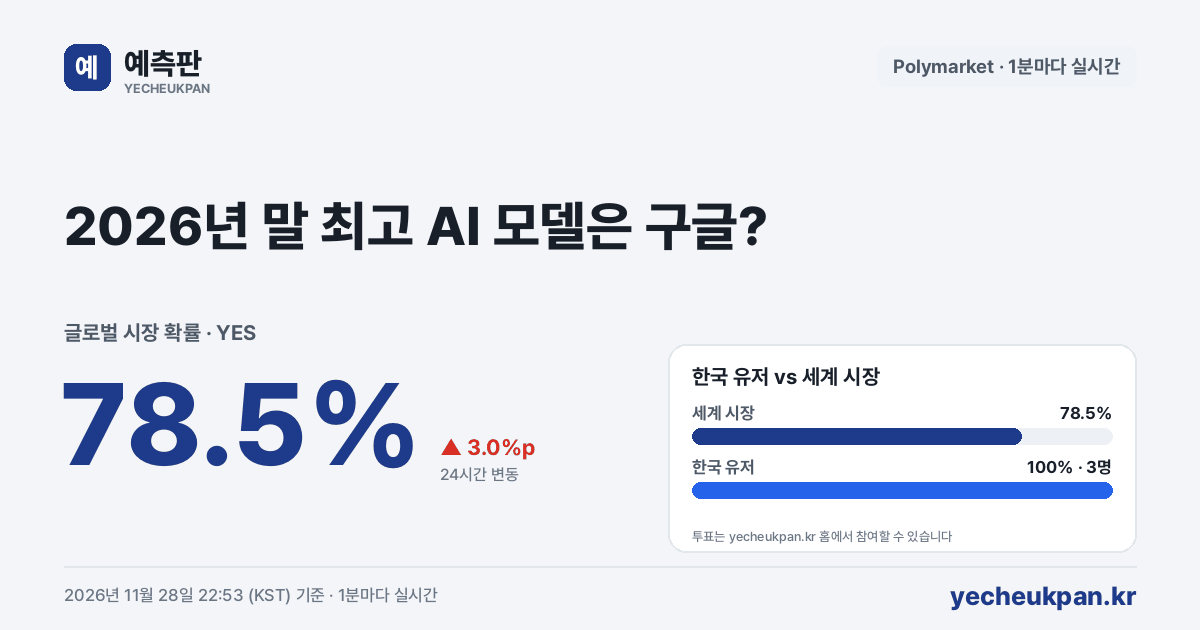 예
예측판
YECHEUKPAN
Polymarket · 1분마다 실시간
2026년 말 최고 AI 모델은 구글?
글로벌 시장 확률 · YES
78.5%
▲ 3.0%p
24시간 변동
한국 유저 vs 세계 시장
세계 시장 78.5%
한국 유저 100% · 3명
투표는 yecheukpan.kr 홈에서 참여할 수 있습니다
2026년 11월 28일 22:53 (KST) 기준 · 1분마다 실시간
yecheukpan.kr